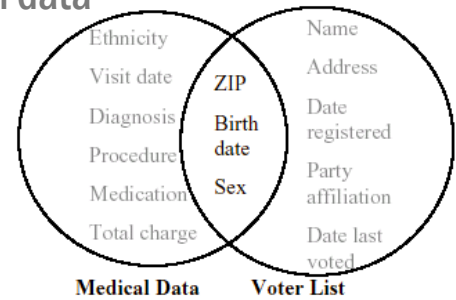 data
Ethnicity
Visit date
Diagnosis
Procedure
Medication
Total charge
ZIP
Birth
date
Sex
Name
Address
Date
registered
Party
affiliation
Date last
voted
Medical Data
Voter List